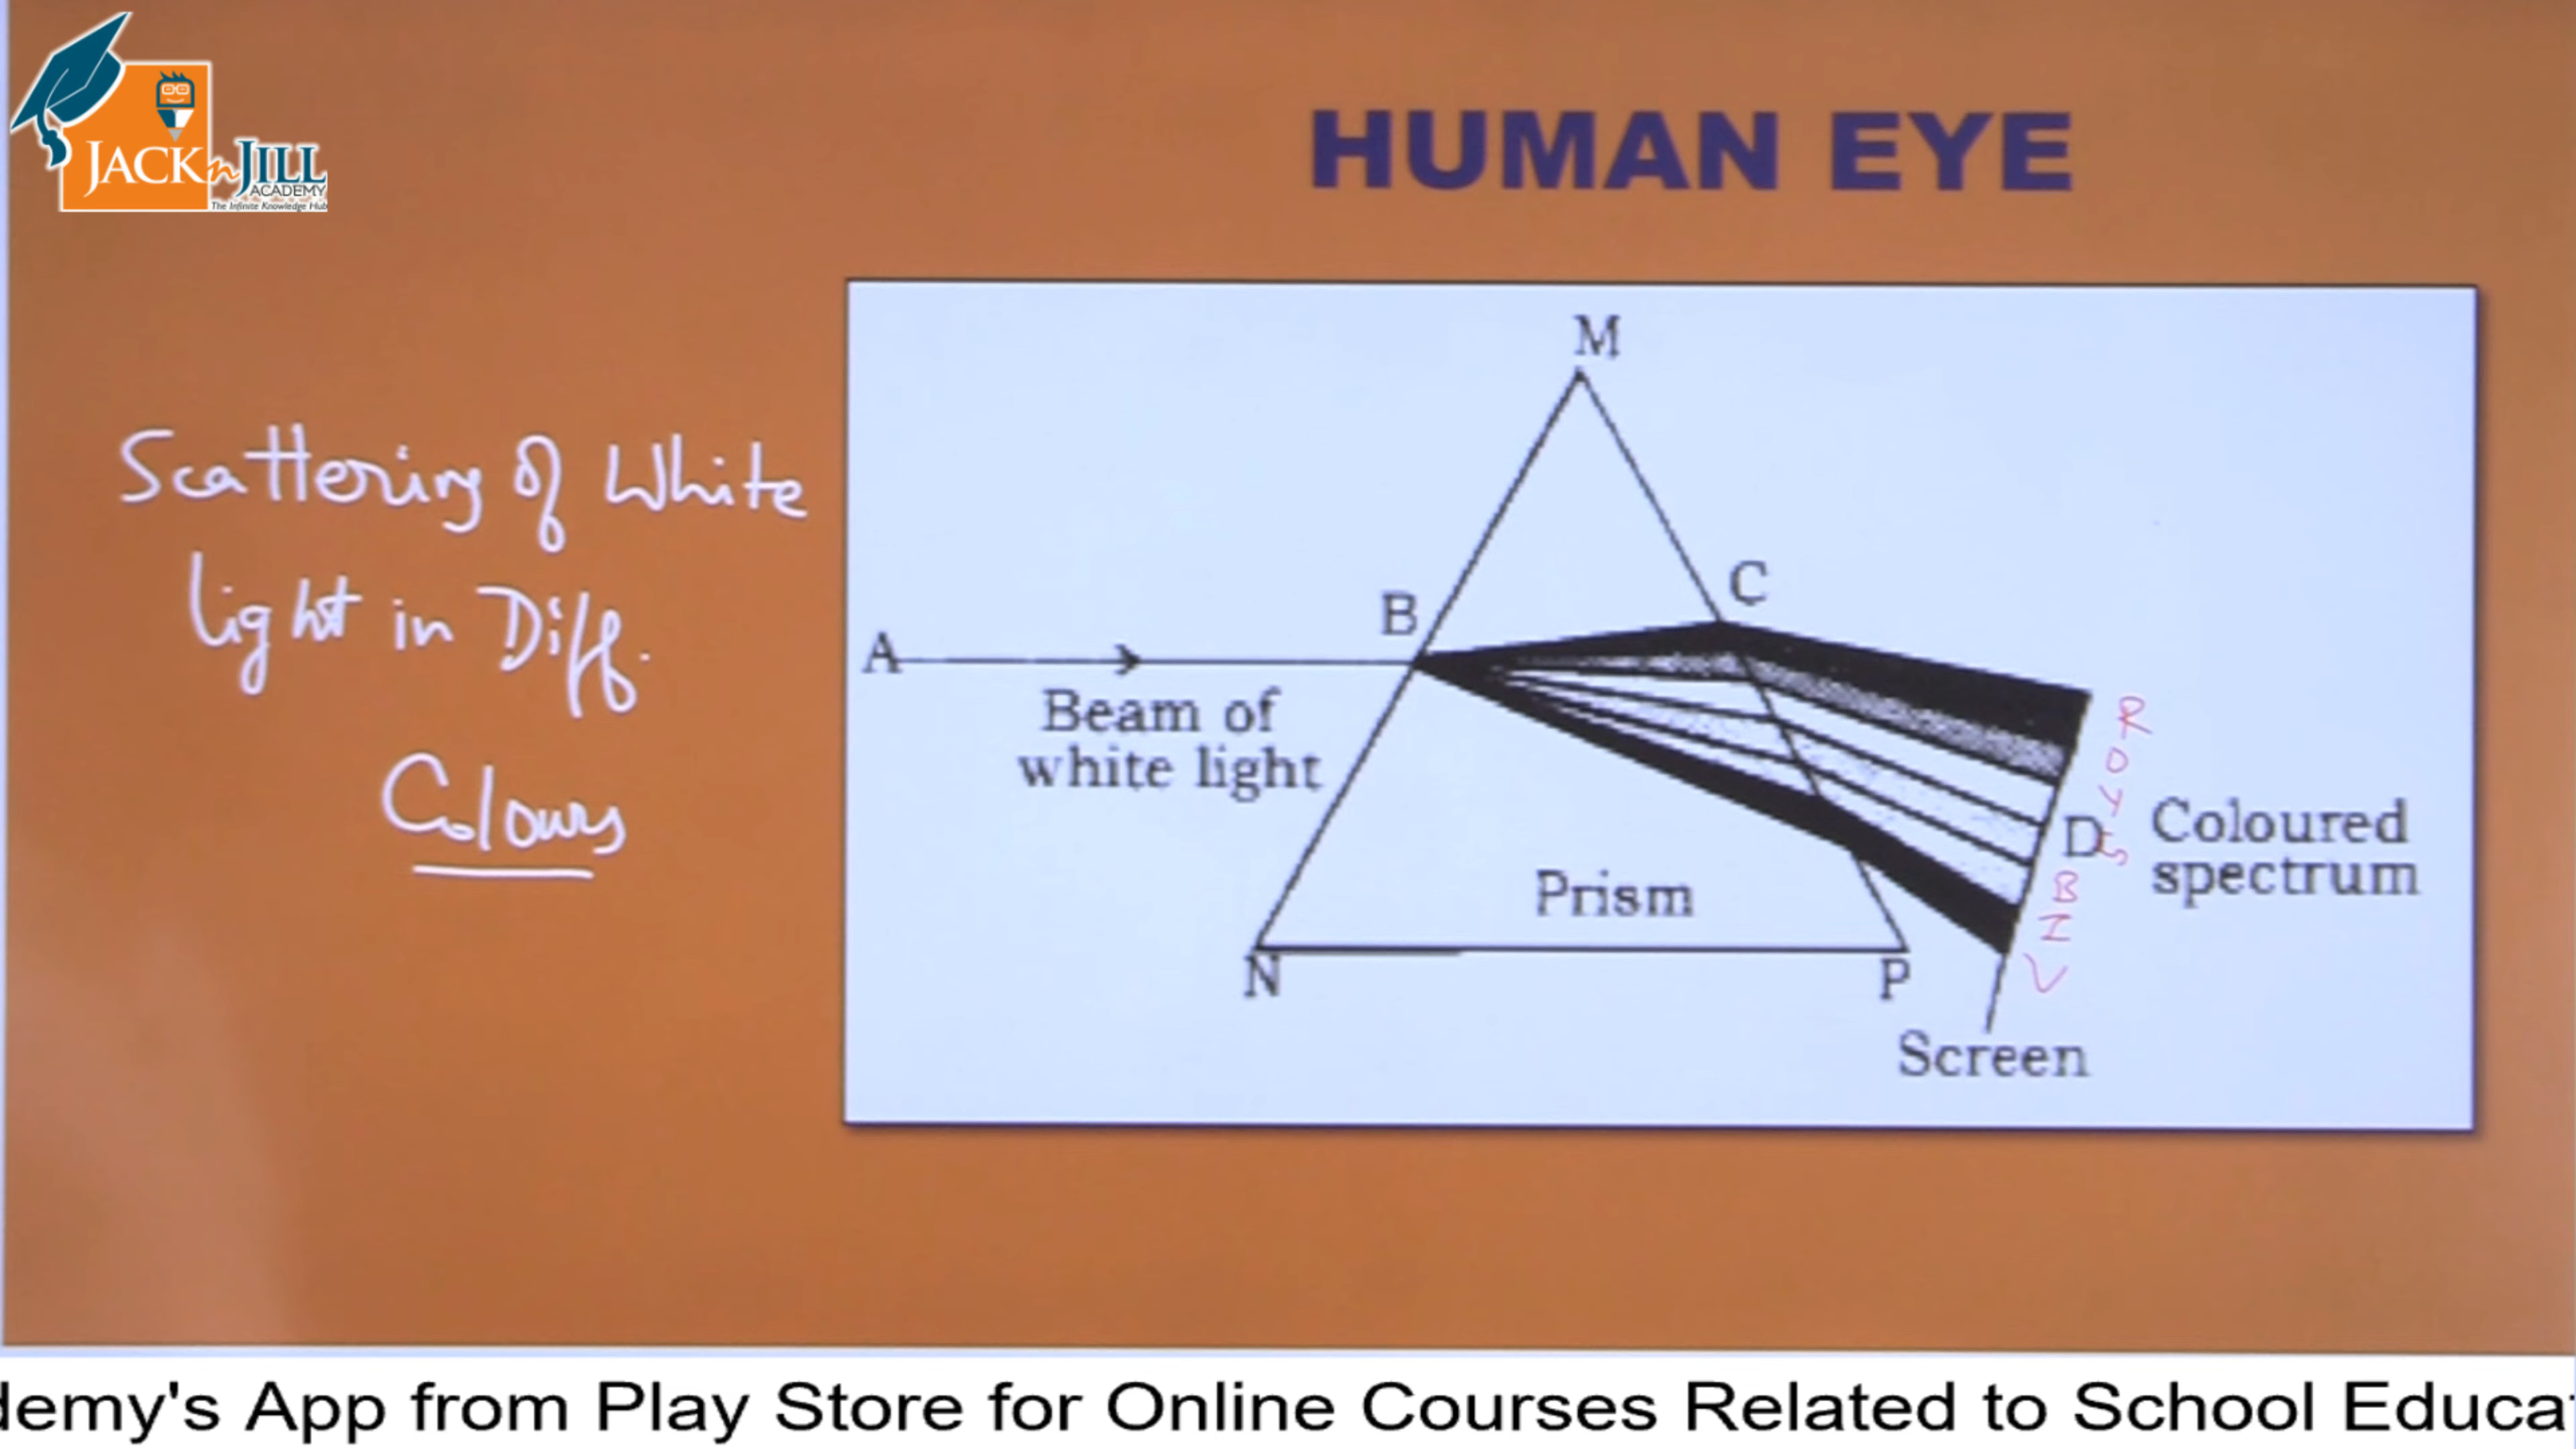 JACKnJILL
ACADEMY
The Infinite Knowledge Hub
HUMAN EYE
Scattering of White
light in Diff.
Colours
M
C
B
A
Beam of
white light
R
O
Y
G
D
B
I
V
Coloured
spectrum
Prism
N
P
Screen
demy's App from Play Store for Online Courses Related to School Educat